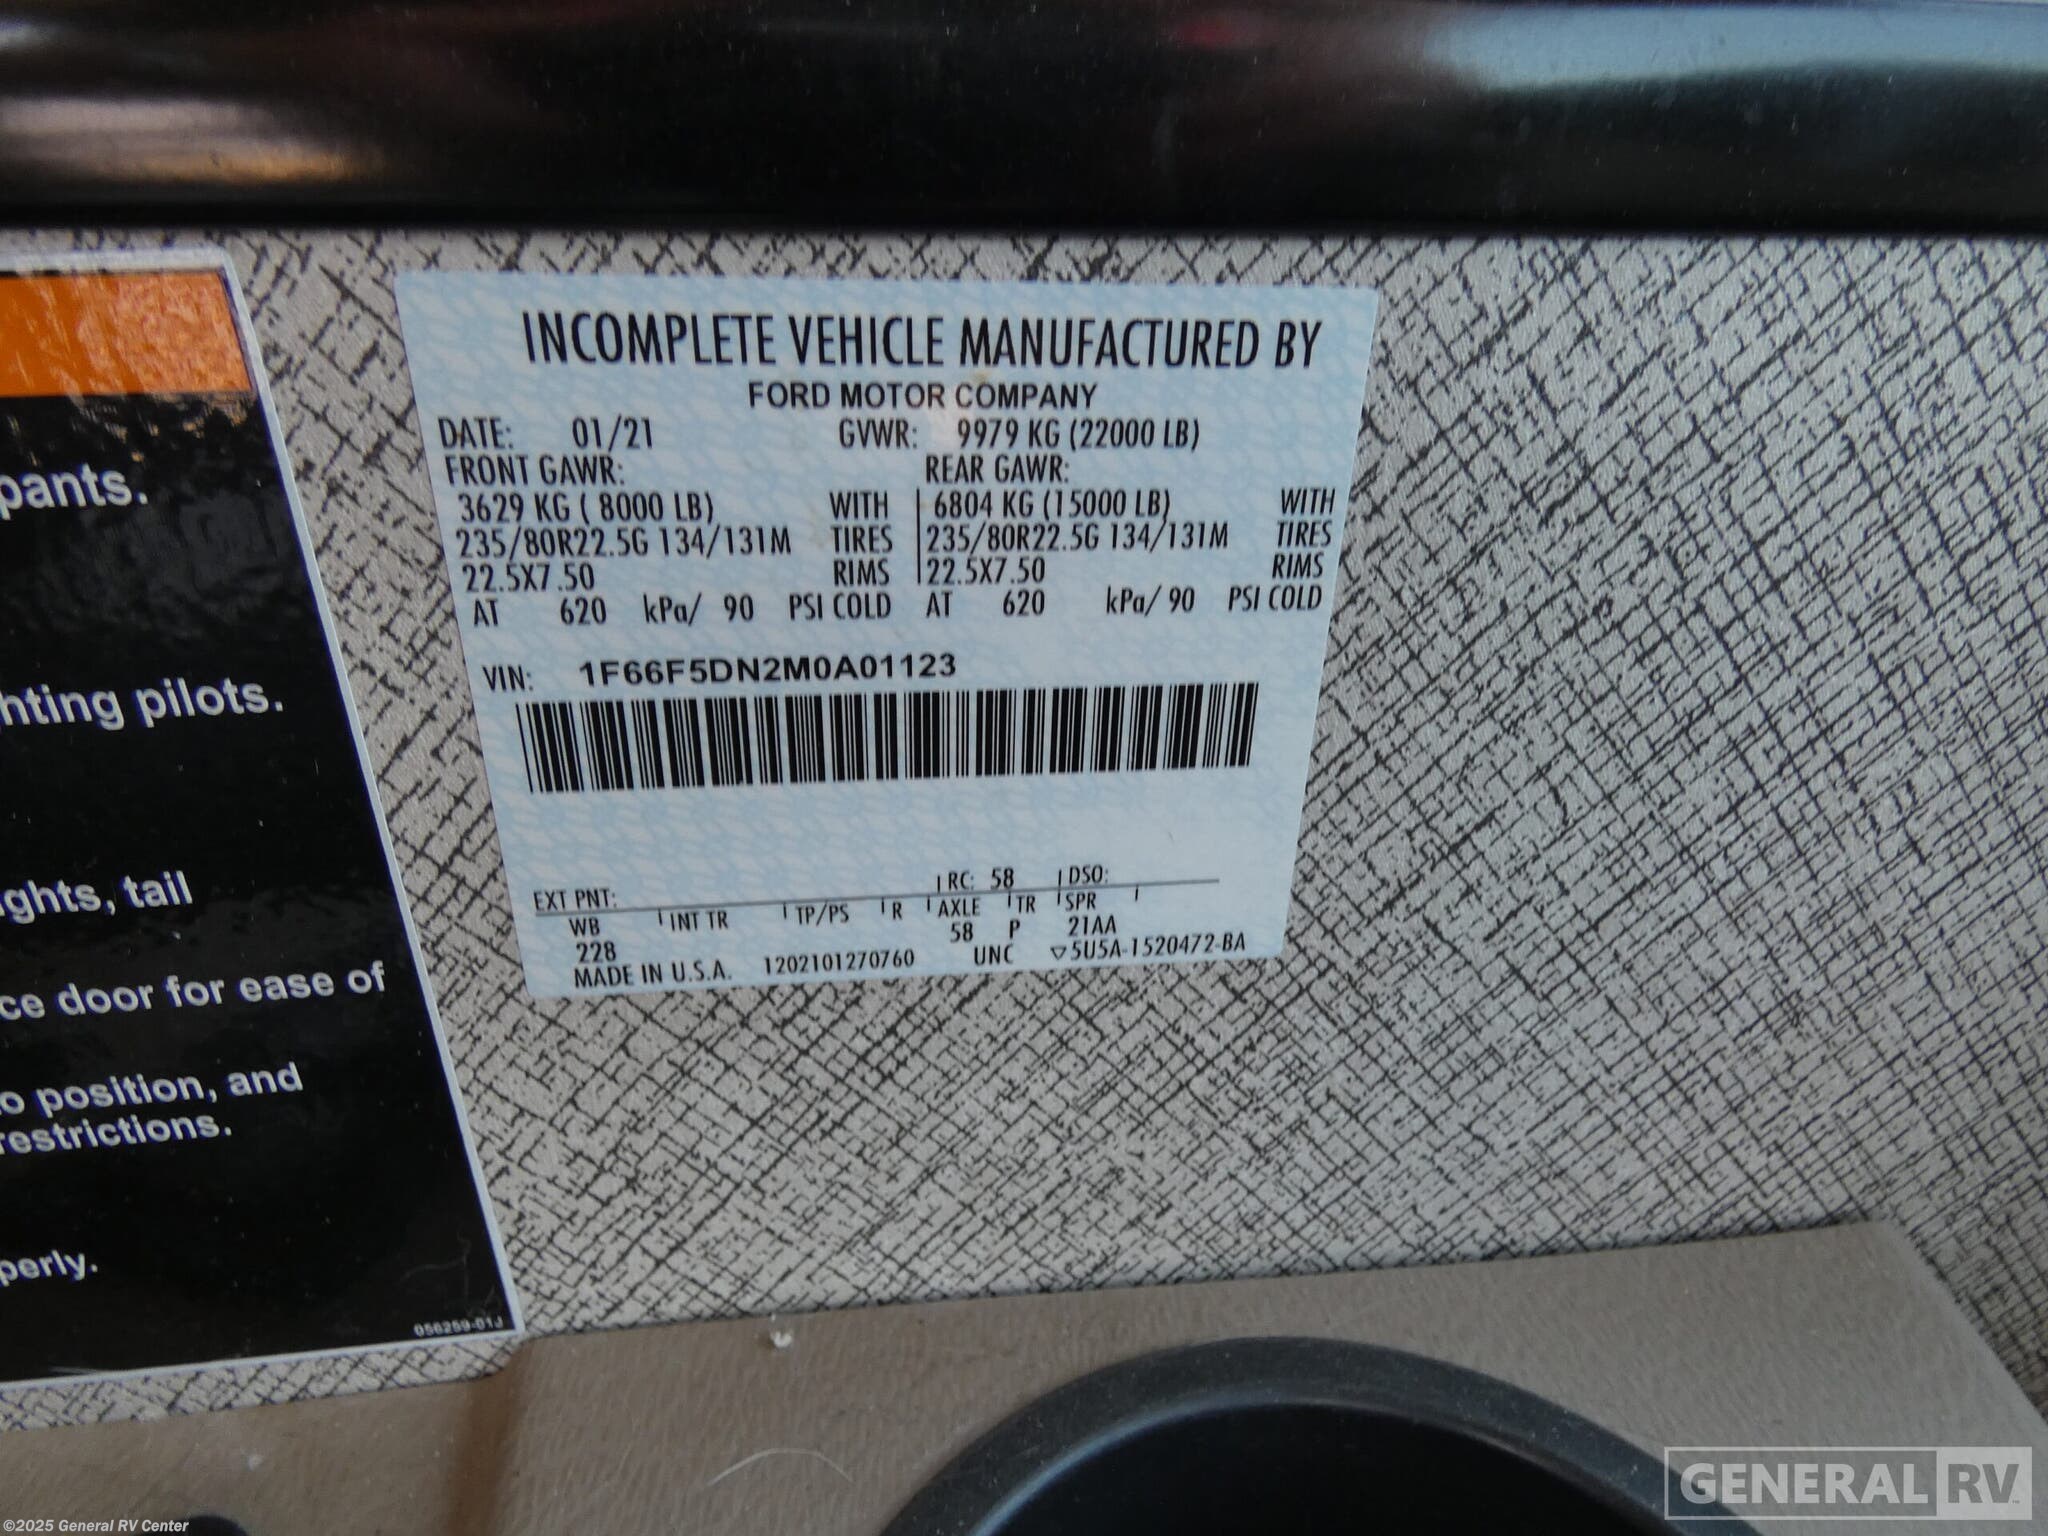 INCOMPLETE VEHICLE MANUFACTURED BY
FORD MOTOR COMPANY
DATE: 01/21 GVWR: 9979 KG (22000 LB)
FRONT GAWR: REAR GAWR:
3629 KG ( 8000 LB) WITH 6804 KG (15000 LB) WITH
235/80R22.5G 134/131M TIRES 235/80R22.5G 134/131M TIRES
22.5X7.50 RIMS 22.5X7.50 RIMS
AT 620 kPa/ 90 PSI COLD AT 620 kPa/ 90 PSI COLD
VIN: 1F66F5DN2M0A01123
EXT PNT: RC: 58 DSO:
WB INT TR TP/PS R AXLE TR SPR
228 58 P 21AA
MADE IN U.S.A. 1202101270760 UNC ▽5U5A-1520472-BA
pants.
hting pilots.
ights, tail
ce door for ease of
to position, and
restrictions.
perly.
056259-01J
GENERAL RV
©2025 General RV Center